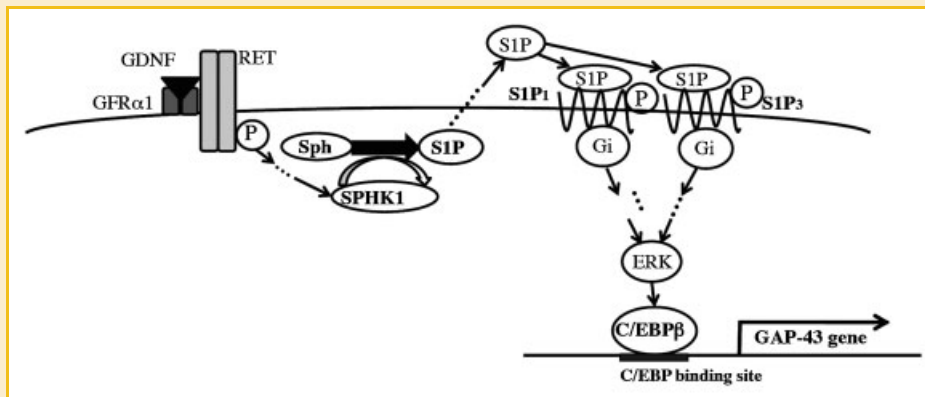 GDNF
RET
GFRα1
P
Sph
S1P
SPHK1
S1P
S1P
S1P
S1P₁
P
P
S1P₃
Gi
Gi
ERK
C/EBPβ
GAP-43 gene
C/EBP binding site